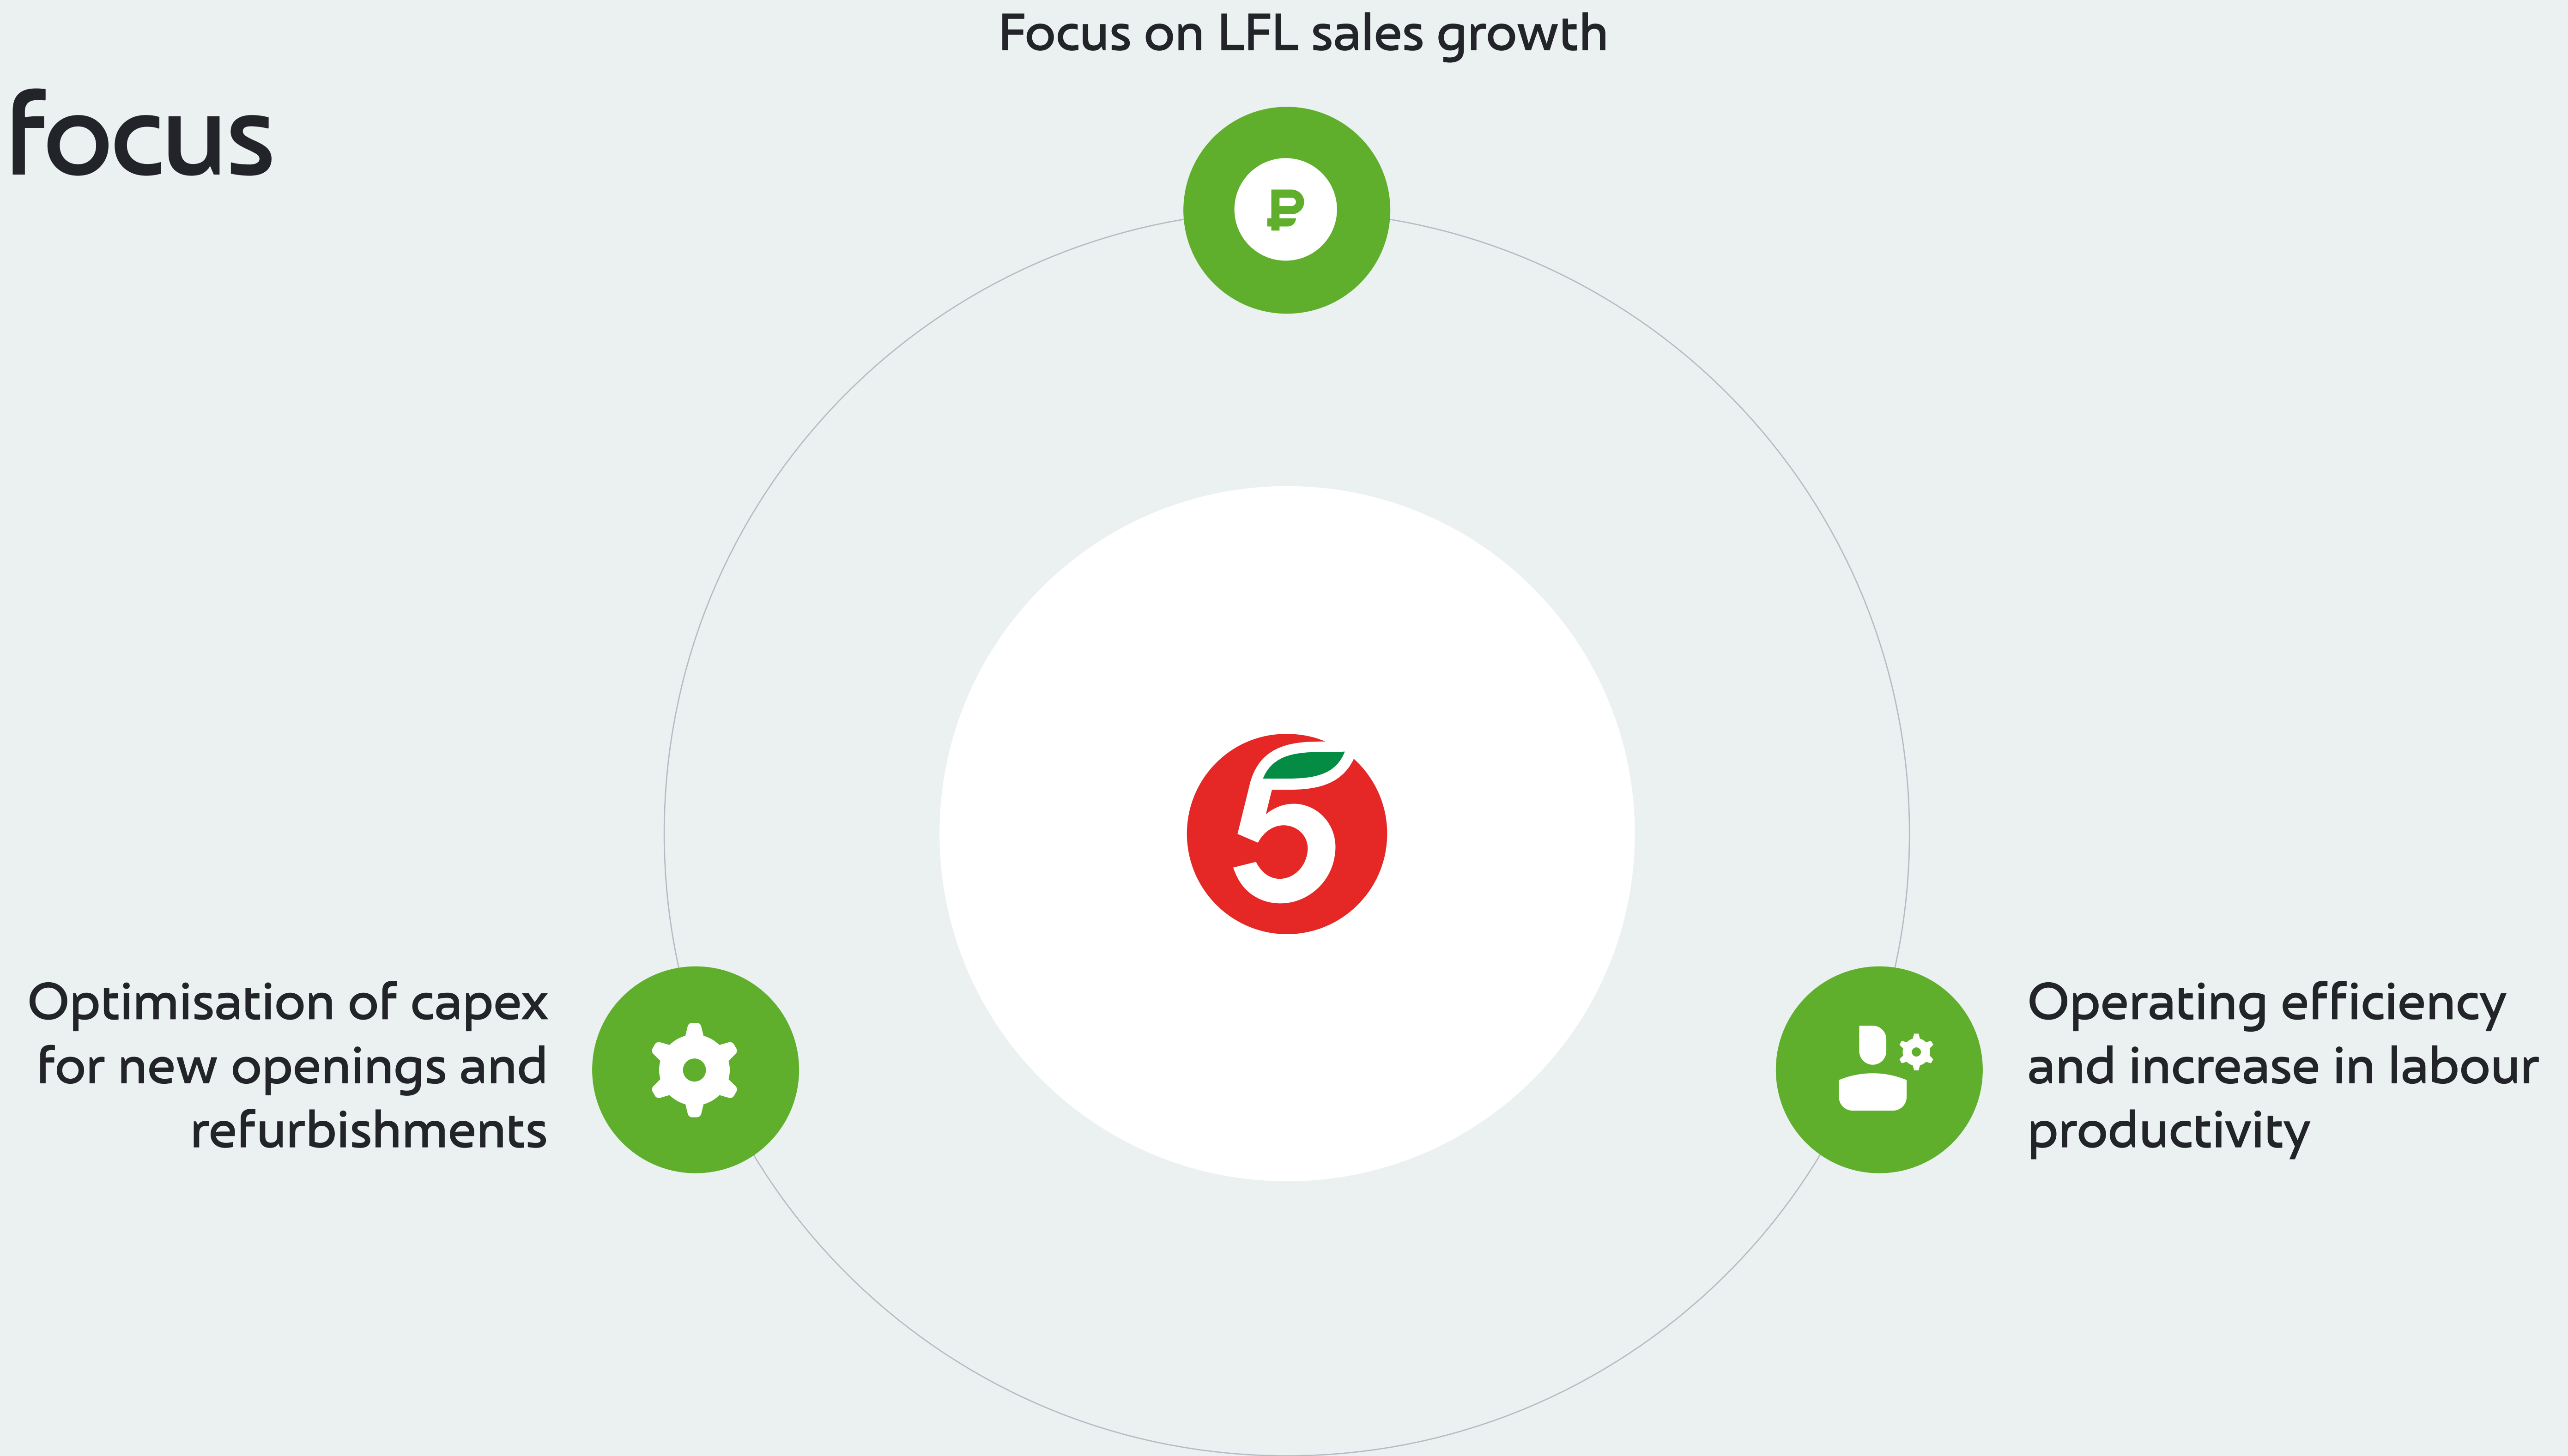 Focus on LFL sales growth
focus
₽
5
Optimisation of capex
for new openings and
refurbishments
Operating efficiency
and increase in labour
productivity